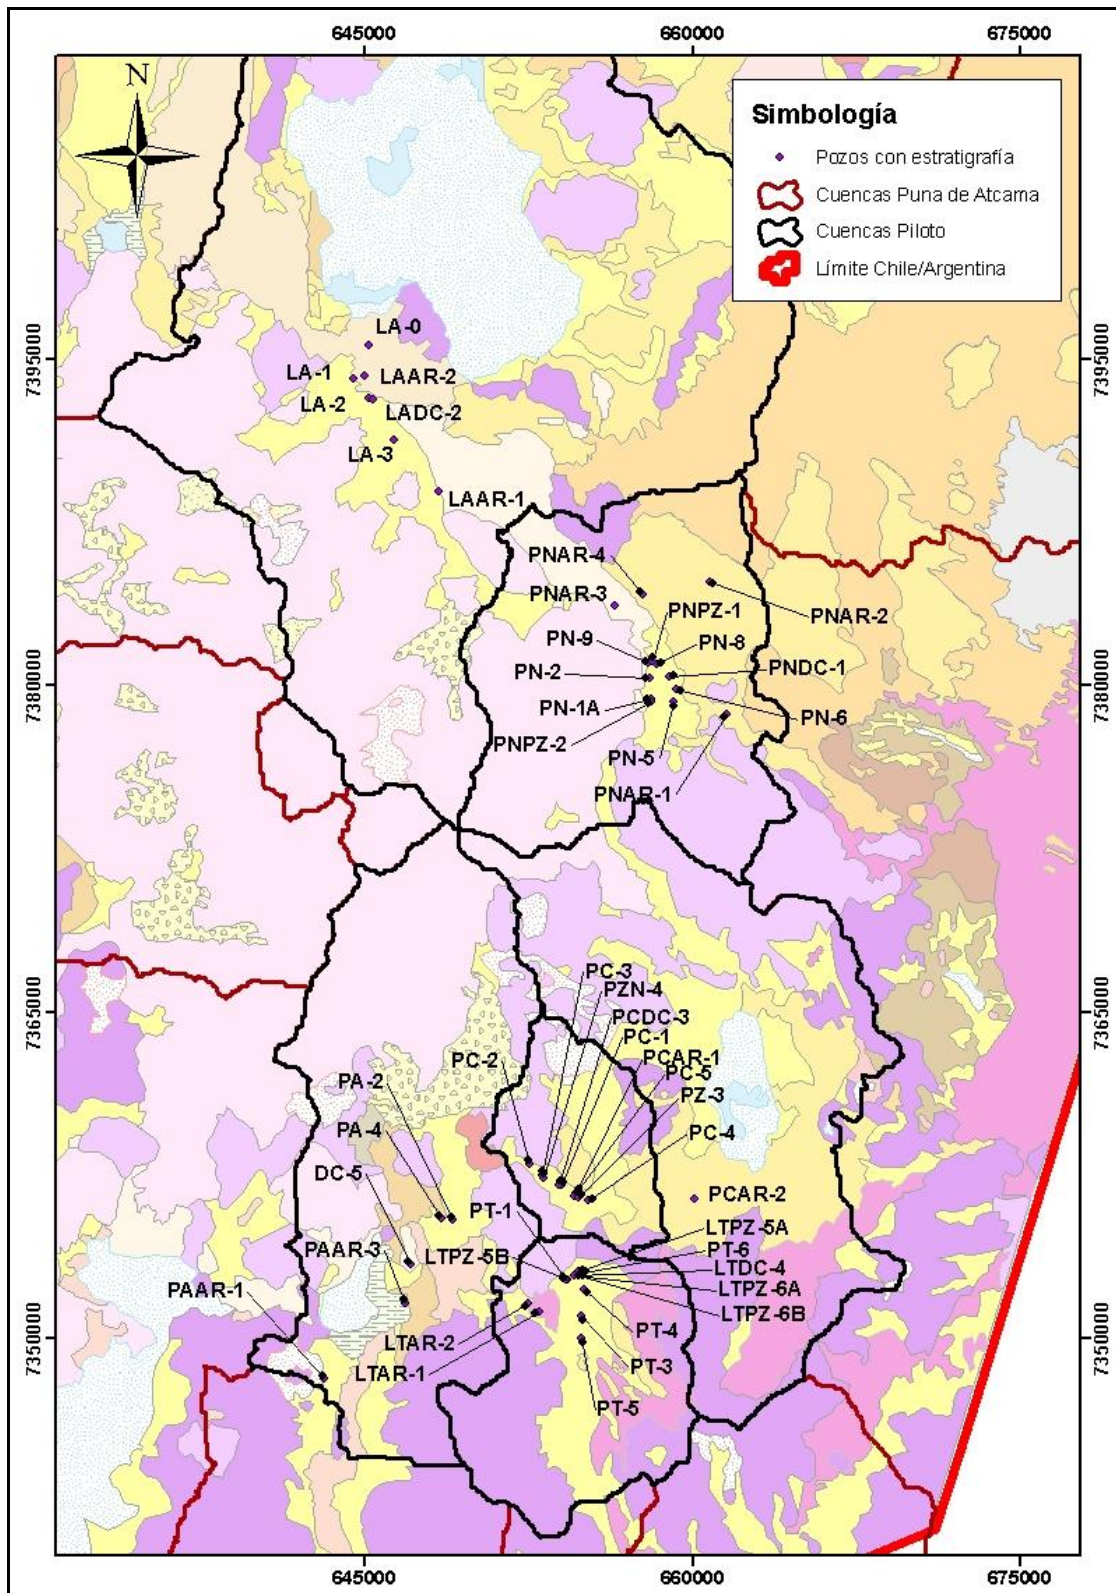 645000
660000
675000
N
Simbología
Pozos con estratigrafía
Cuencas Puna de Atcama
Cuencas Piloto
Límite Chile/Argentina
7395000
7395000
LA-0
LA-1
LAAR-2
LA-2
LADC-2
LA-3
LAAR-1
PNAR-4
PNAR-3
PNPZ-1
PNAR-2
PN-9
PN-8
PN-2
PNDC-1
7380000
7380000
PN-1A
PN-6
PNPZ-2
PN-5
PNAR-1
PC-3
PZN-4
7365000
7365000
PCDC-3
PC-1
PC-2
PCAR-1
PC-5
PA-2
PZ-3
PA-4
PC-4
DC-5
PT-1
PCAR-2
LTPZ-5A
PAAR-3
LTPZ-5B
PT-6
LTDC-4
PAAR-1
LTPZ-6A
LTPZ-6B
7350000
7350000
LTAR-2
PT-4
LTAR-1
PT-3
PT-5
645000
660000
675000